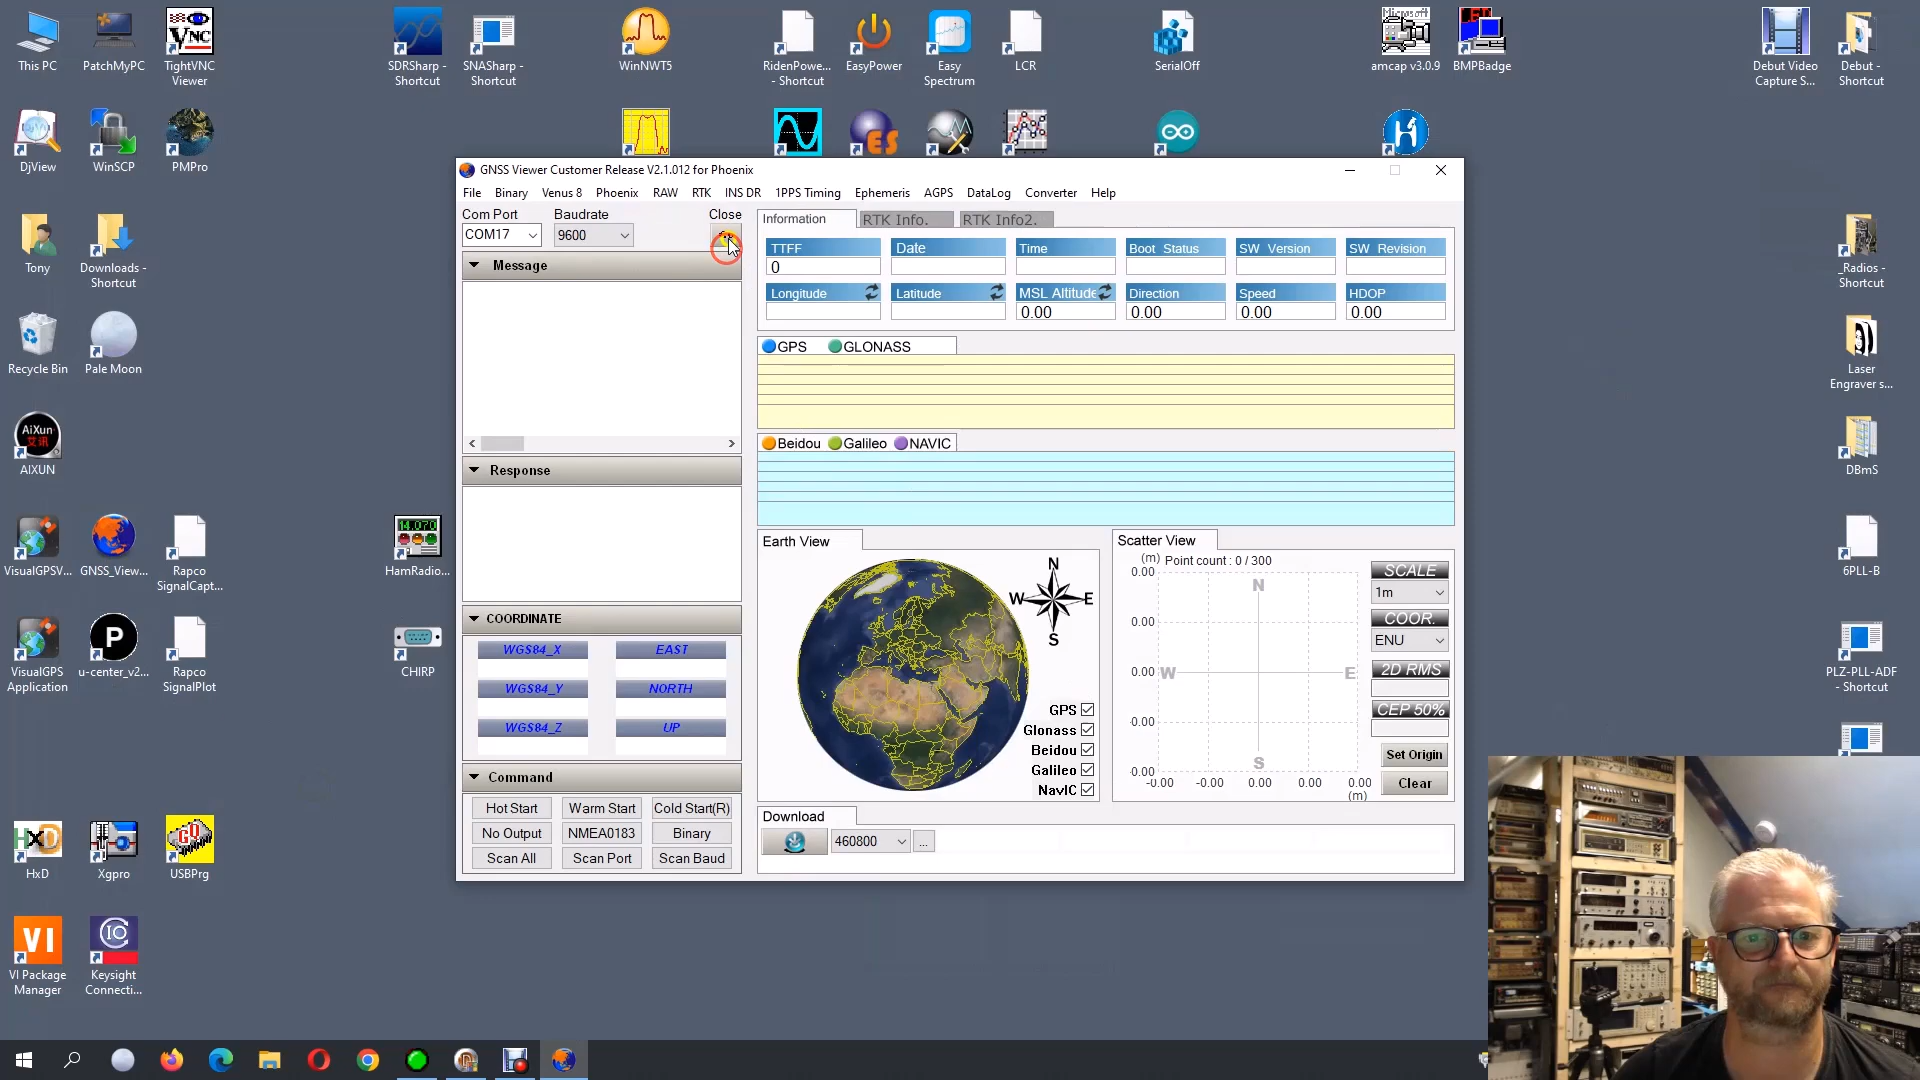 This PC
PatchMyPC
TightVNC
Viewer
SDRSharp -
Shortcut
SNASharp -
Shortcut
WinNWT5
RidenPowe...
- Shortcut
EasyPower
Easy
Spectrum
LCR
SerialOff
amcap v3.0.9
BMPBadge
Debut Video
Capture S...
Debut -
Shortcut
DjView
WinSCP
PMPro
Tony
Downloads -
Shortcut
_Radios -
Shortcut
Recycle Bin
Pale Moon
Laser
Engraver s...
AiXun
艾讯
AIXUN
DBmS
VisualGPSV...
GNSS_View...
Rapco
SignalCapt...
14.070
HamRadio...
6PLL-B
VisualGPS
Application
u-center_v2...
Rapco
SignalPlot
CHIRP
PLZ-PLL-ADF
- Shortcut
HxD
Xgpro
USBPrg
VI Package
Manager
Keysight
Connecti...
GNSS Viewer Customer Release V2.1.012 for Phoenix
File Binary Venus 8 Phoenix RAW RTK INS DR 1PPS Timing Ephemeris AGPS DataLog Converter Help
Com Port Baudrate Close
COM17 9600
Message
Response
COORDINATE
WGS84_X EAST
WGS84_Y NORTH
WGS84_Z UP
Command
Hot Start Warm Start Cold Start(R)
No Output NMEA0183 Binary
Scan All Scan Port Scan Baud
Information RTK Info. RTK Info2.
TTFF Date Time Boot Status SW Version SW Revision
0
Longitude Latitude MSL Altitude Direction Speed HDOP
0.00 0.00 0.00 0.00
GPS GLONASS
Beidou Galileo NAVIC
Earth View
N
W E
S
GPS
Glonass
Beidou
Galileo
NavIC
Scatter View
(m) Point count : 0 / 300
0.00
0.00
0.00
-0.00
-0.00
N
W E
S
-0.00 -0.00 0.00 0.00 0.00
(m)
SCALE
1m
COOR.
ENU
2D RMS
CEP 50%
Set Origin
Clear
Download
460800 ...